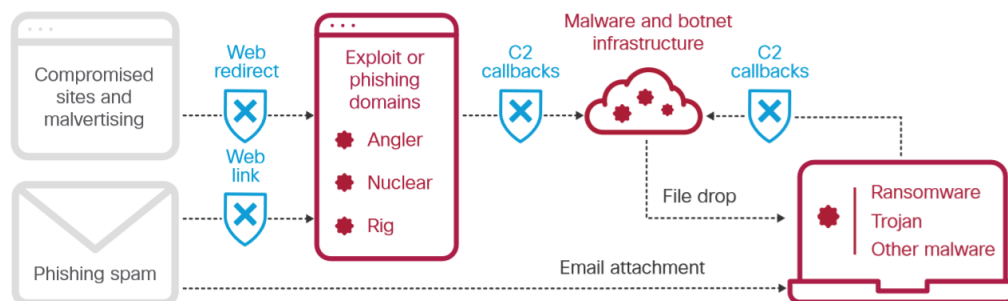 Compromised
sites and
malvertising
Web
redirect
Web
link
Phishing spam
Exploit or
phishing
domains
Angler
Nuclear
Rig
C2
callbacks
Malware and botnet
infrastructure
C2
callbacks
File drop
Email attachment
Ransomware
Trojan
Other malware